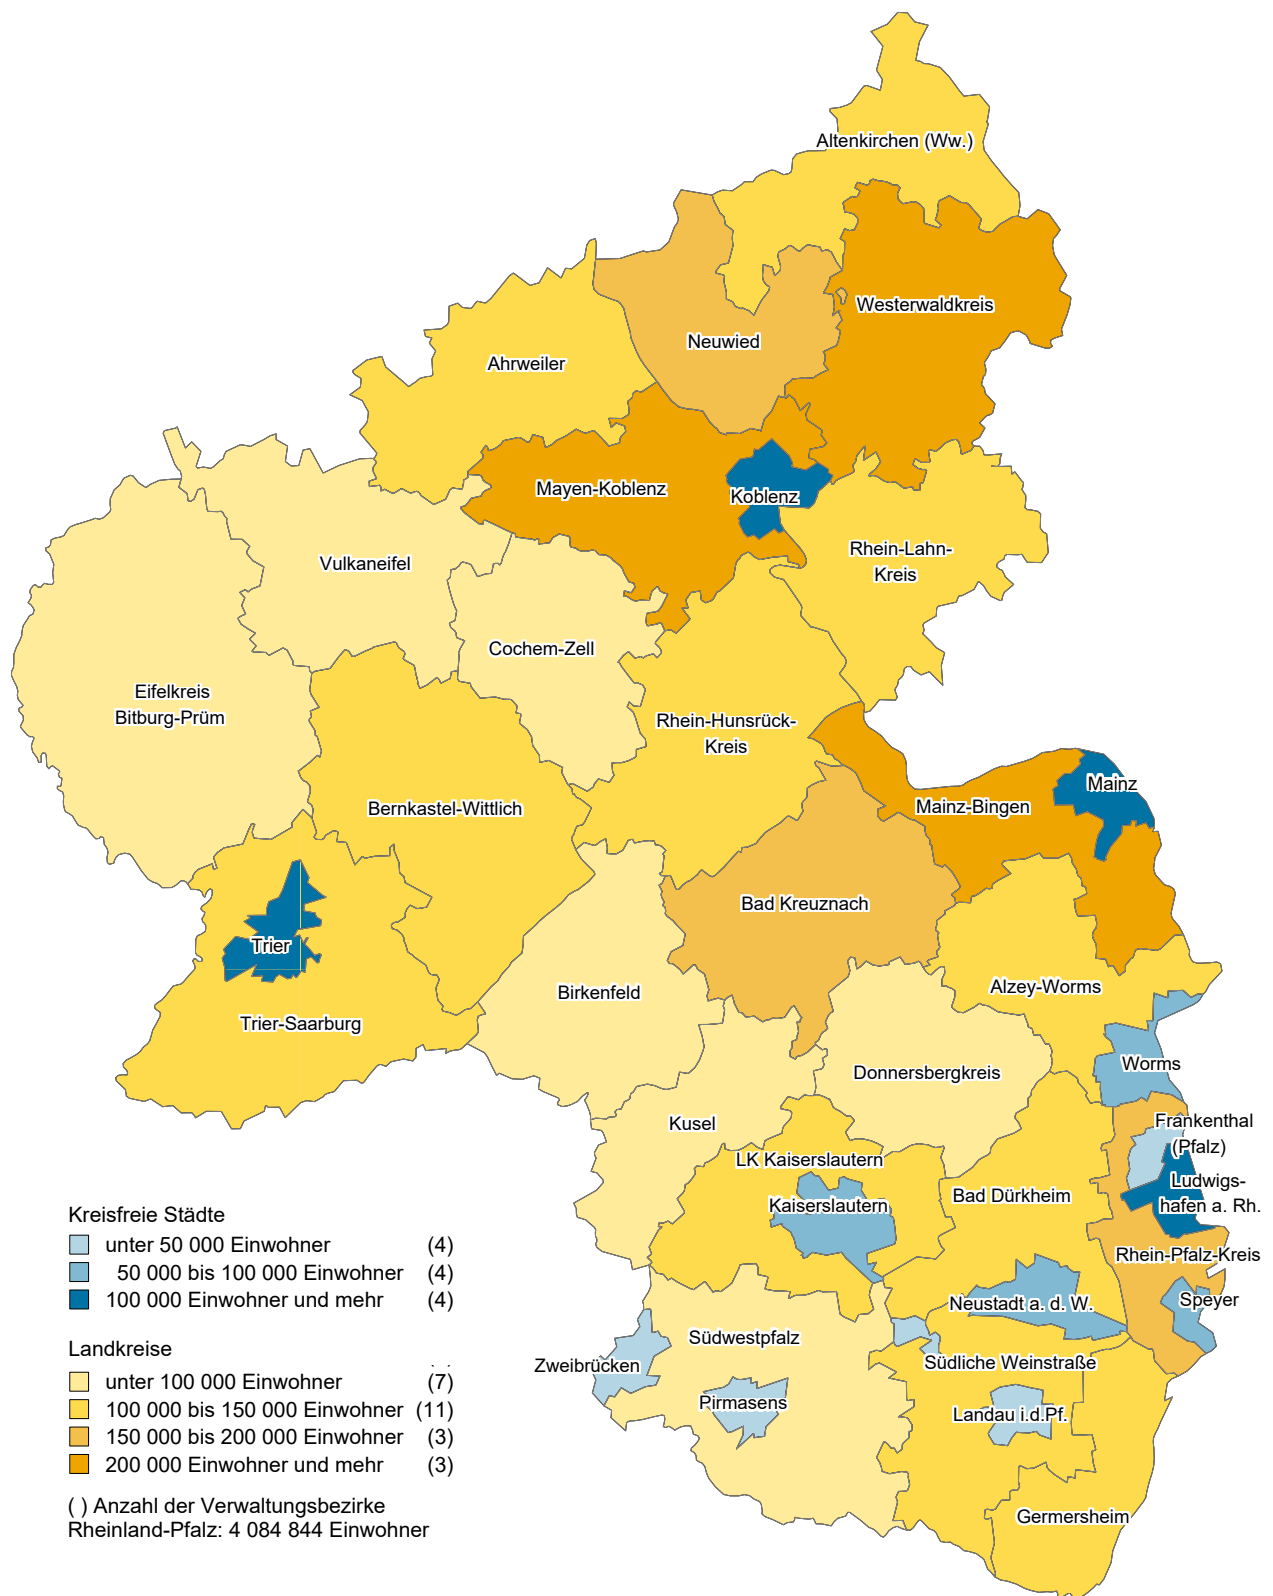 Altenkirchen (Ww.)
Westerwaldkreis
Neuwied
Ahrweiler
Mayen-Koblenz
Koblenz
Rhein-Lahn-
Kreis
Vulkaneifel
Cochem-Zell
Eifelkreis
Bitburg-Prüm
Rhein-Hunsrück-
Kreis
Mainz
Mainz-Bingen
Bernkastel-Wittlich
Bad Kreuznach
Trier
Alzey-Worms
Birkenfeld
Trier-Saarburg
Worms
Donnersbergkreis
Kusel
Frankenthal
(Pfalz)
LK Kaiserslautern
Ludwigs-
hafen a. Rh.
Bad Dürkheim
Kaiserslautern
Rhein-Pfalz-Kreis
Speyer
Neustadt a. d. W.
Südwestpfalz
Zweibrücken
Südliche Weinstraße
Pirmasens
Landau i.d.Pf.
Germersheim
Kreisfreie Städte
unter 50 000 Einwohner (4)
50 000 bis 100 000 Einwohner (4)
100 000 Einwohner und mehr (4)
Landkreise
unter 100 000 Einwohner (7)
100 000 bis 150 000 Einwohner (11)
150 000 bis 200 000 Einwohner (3)
200 000 Einwohner und mehr (3)
( ) Anzahl der Verwaltungsbezirke
Rheinland-Pfalz: 4 084 844 Einwohner